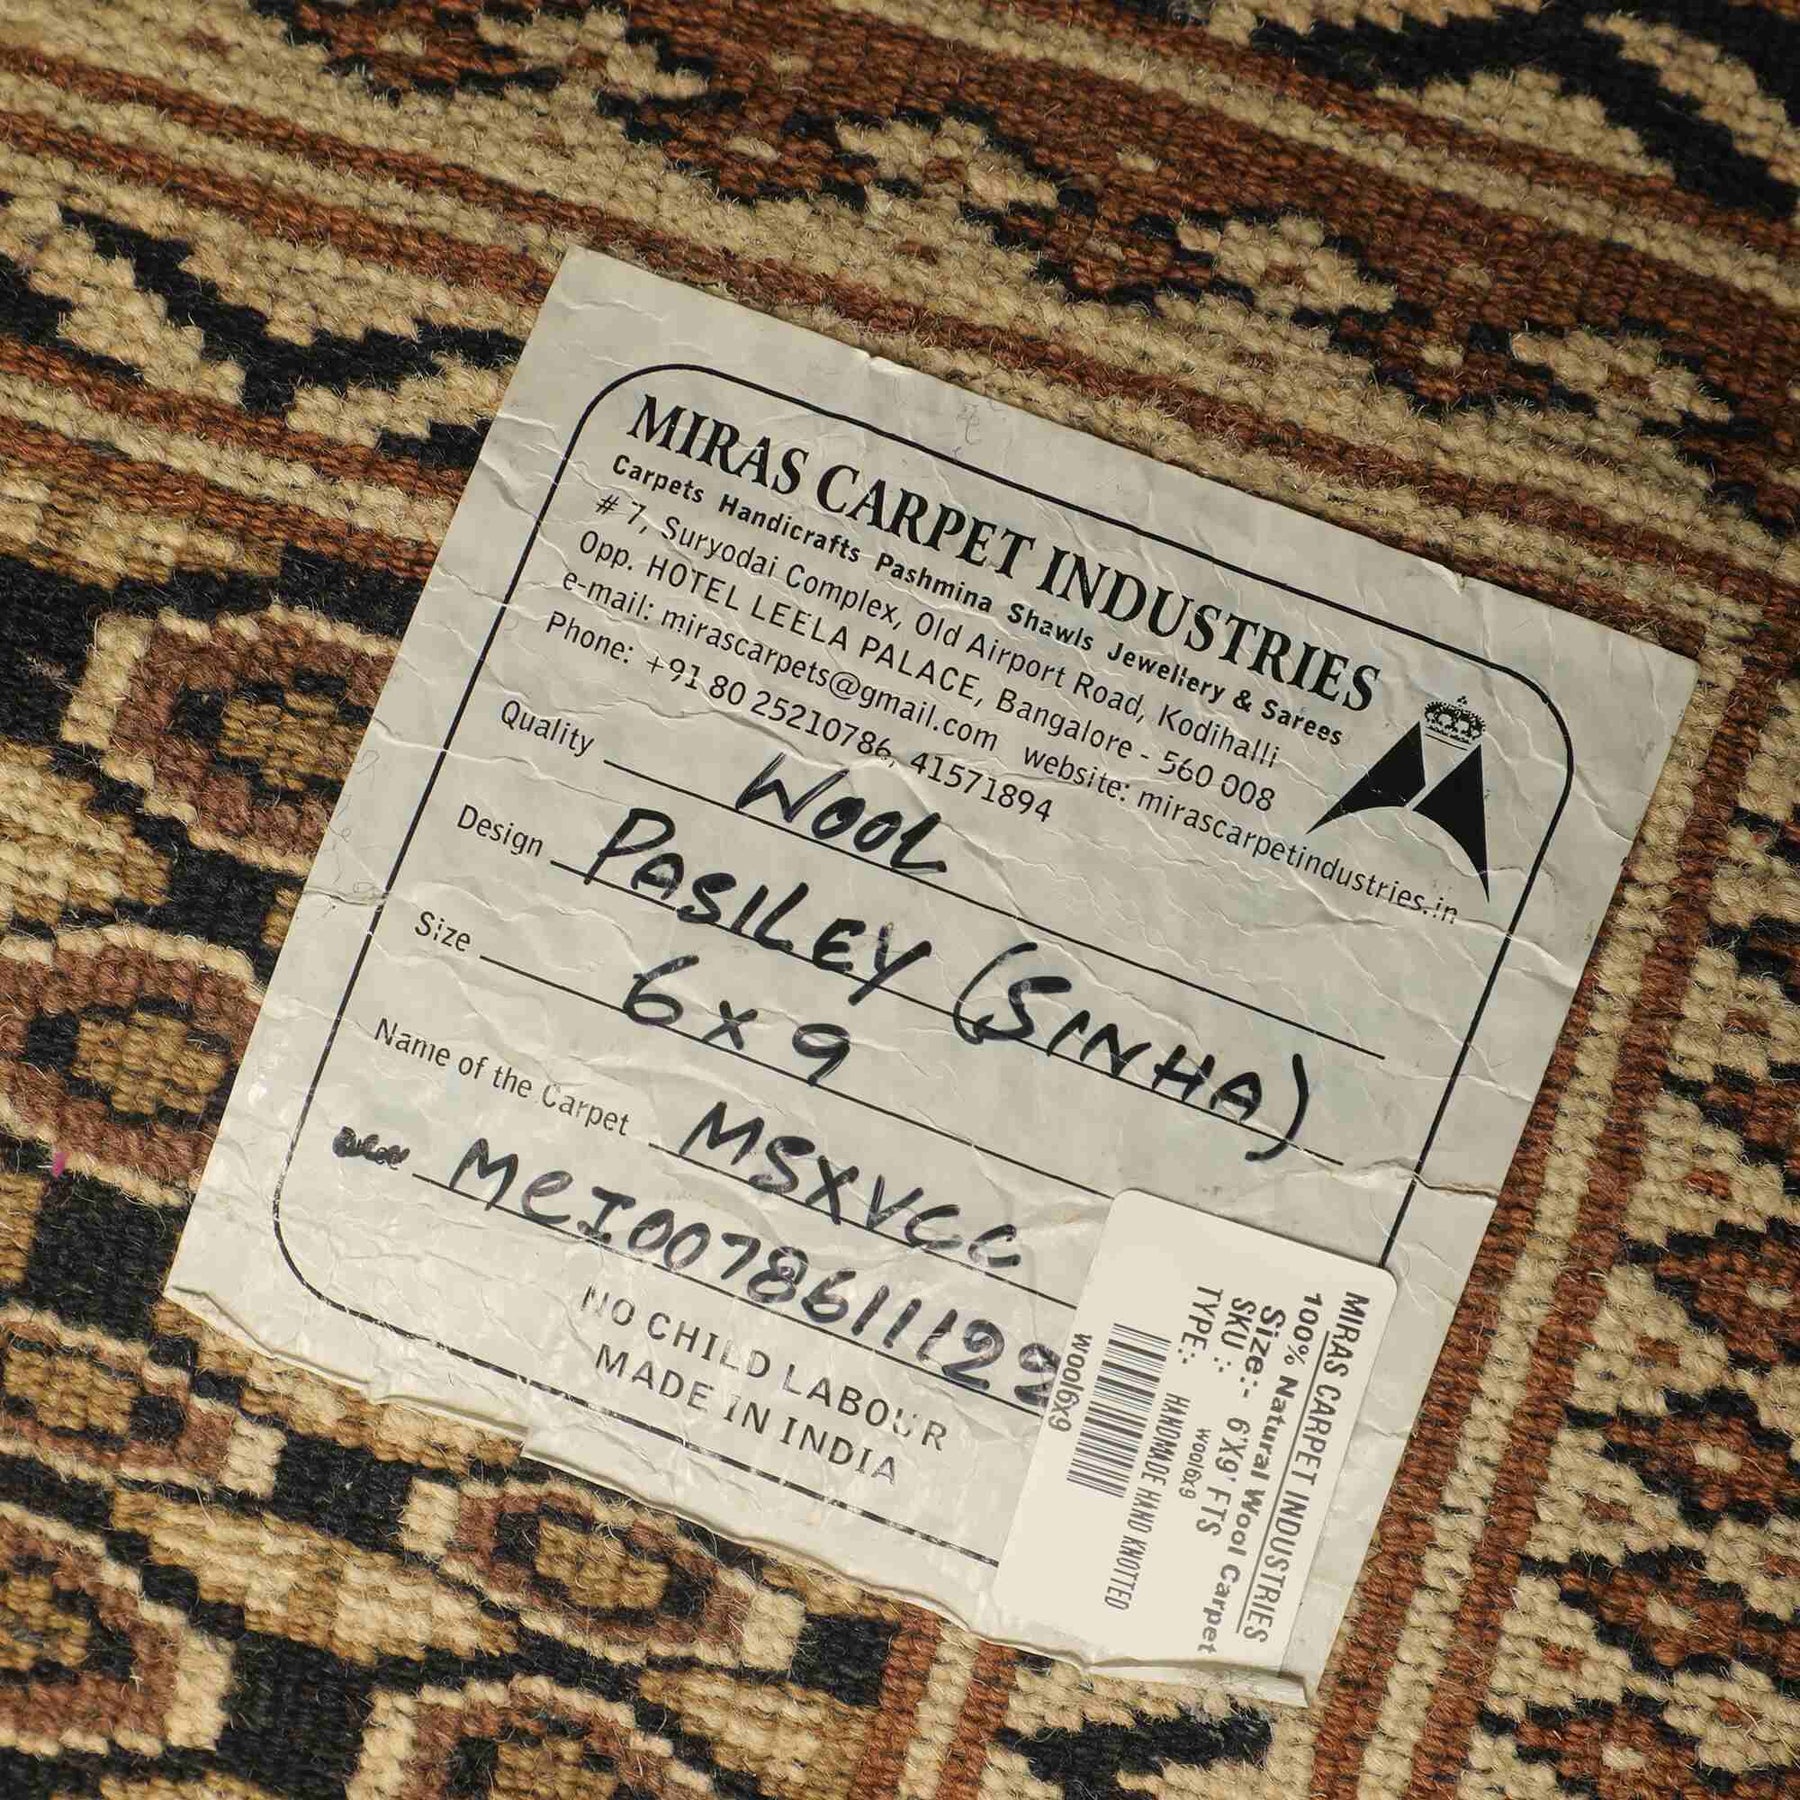 MIRAS CARPET INDUSTRIES
Carpets Handicrafts Pashmina Shawls Jewellery & Sarees
# 7, Suryodai Complex, Old Airport Road, Kodihalli
Opp. HOTEL LEELA PALACE, Bangalore - 560 008
e-mail: mirascarpets@gmail.com website: mirascarpetindustries.in
Phone: +91 80 25210786, 41571894
Quality WOOL
Design PASILEY (SINHA)
Size 6 x 9
Name of the Carpet MSXVCC
MCI0078611122
NO CHILD LABOUR
MADE IN INDIA
MIRAS CARPET INDUSTRIES
100% Natural Wool Carpet
Size:- 6'X9' FTS
SKU :. wool6x9
TYPE:- HANDMADE HAND KNOTTED
wool6x9